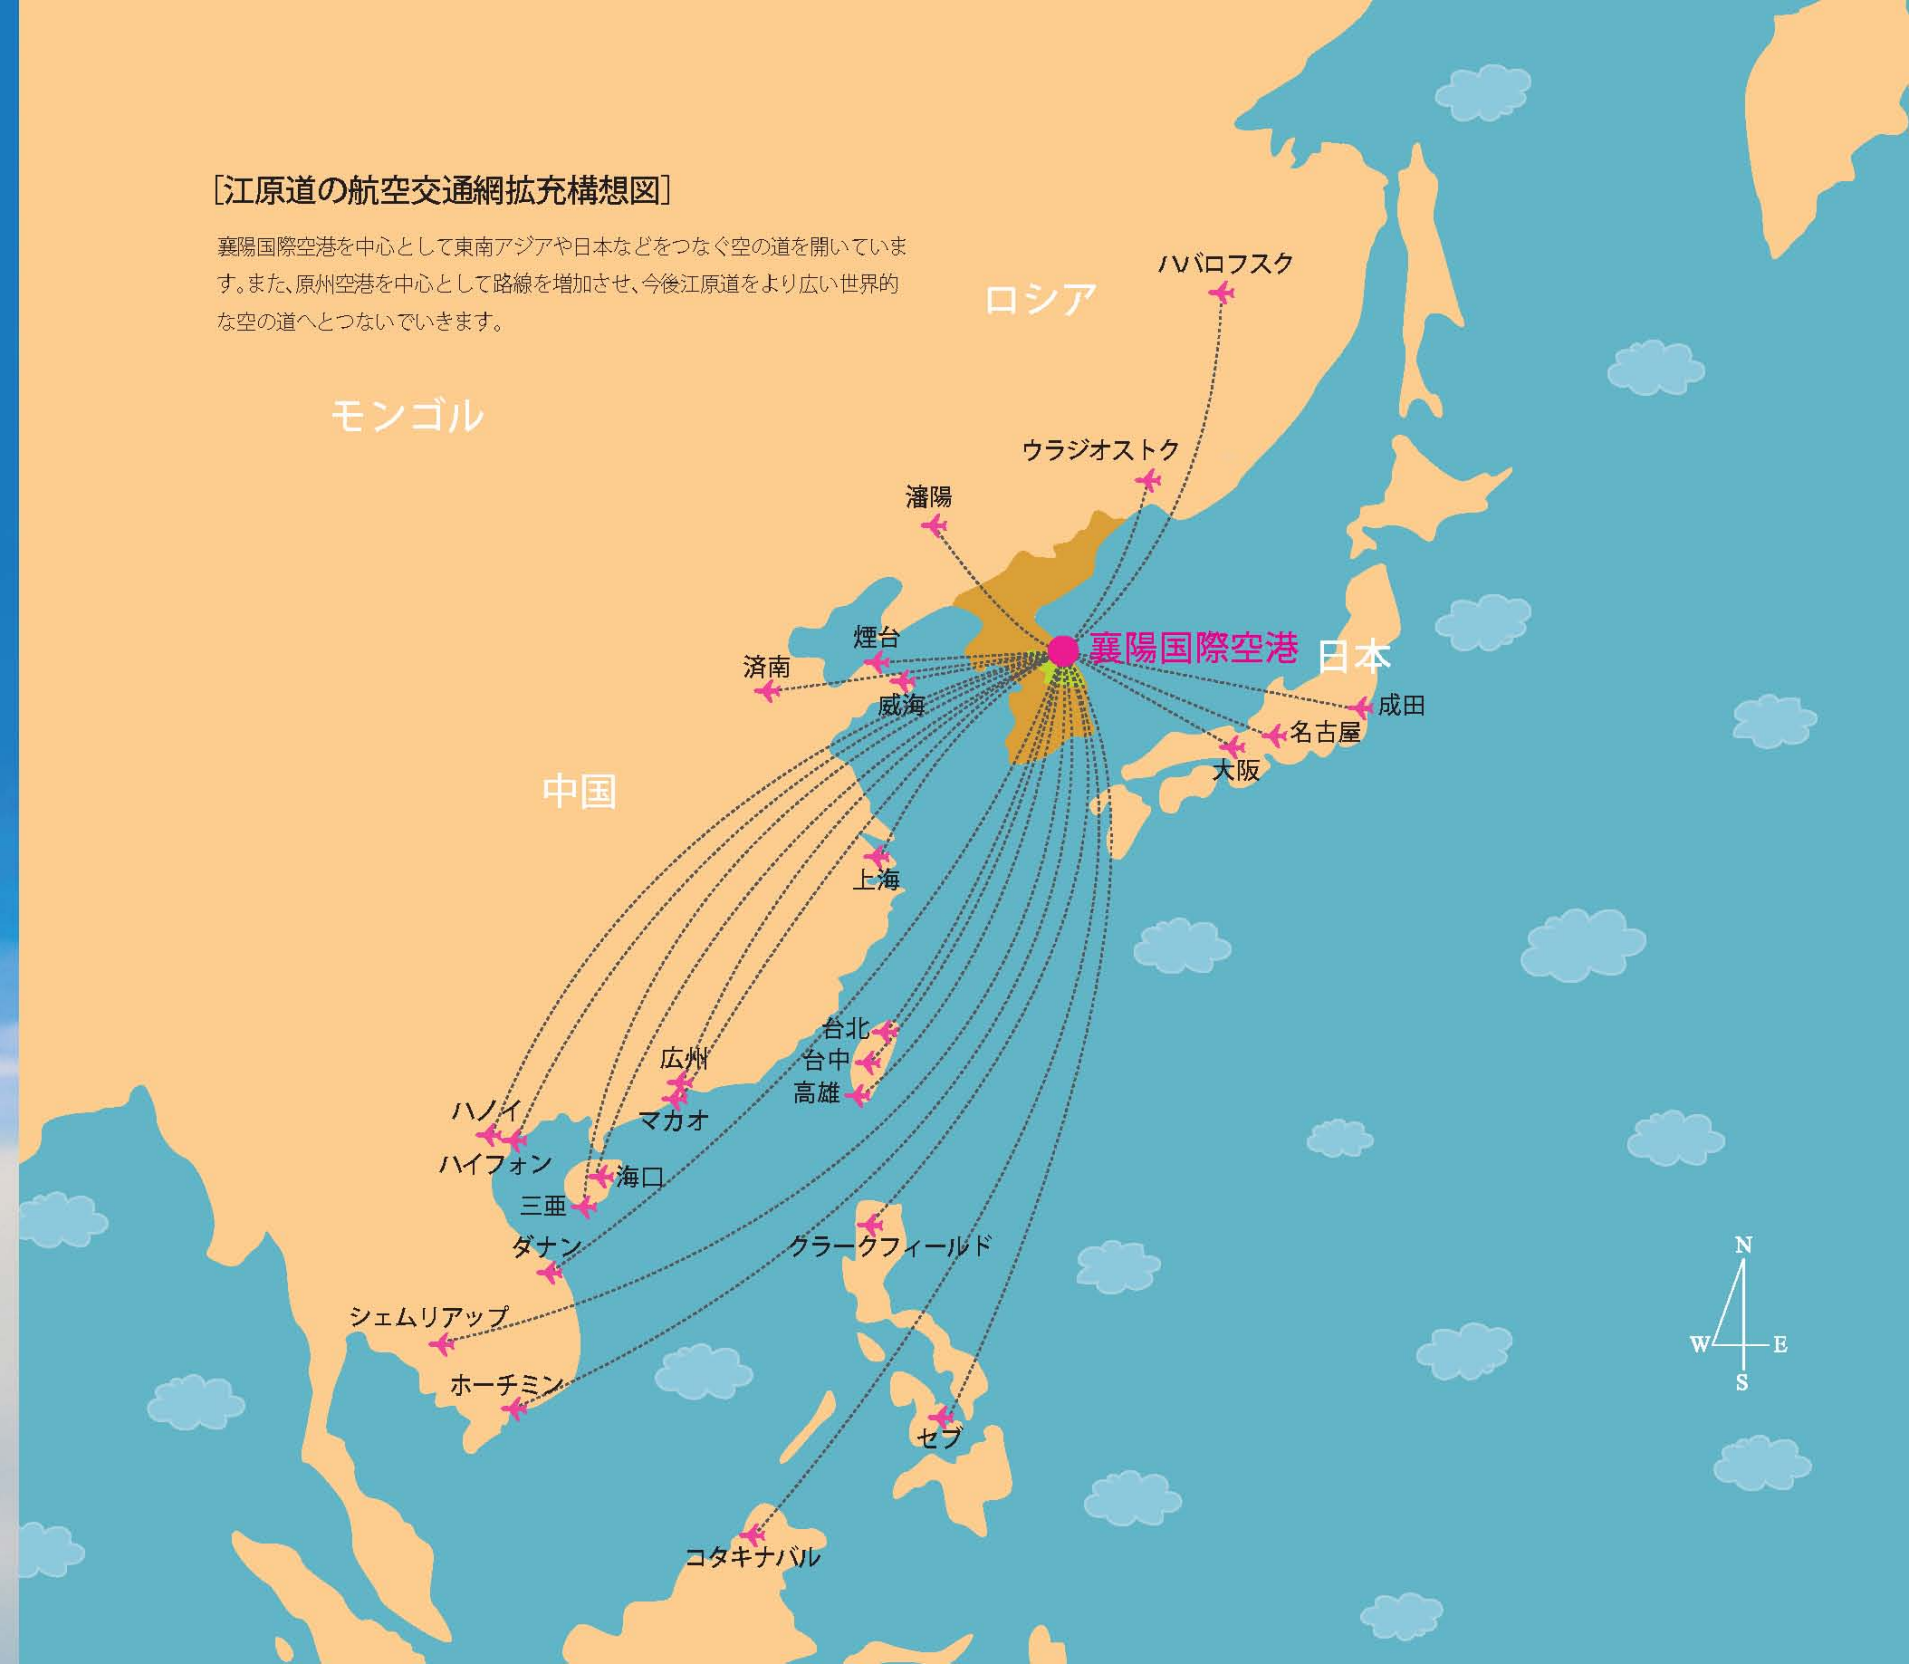 [江原道の航空交通網拡充構想図]
襄陽国際空港を中心として東南アジアや日本などをつなぐ空の道を開いていま
す。また、原州空港を中心として路線を増加させ、今後江原道をより広い世界的
な空の道へとつないでいきます。
ハバロフスク
ロシア
モンゴル
ウラジオストク
瀋陽
煙台
襄陽国際空港
日本
済南
威海
成田
名古屋
大阪
中国
上海
台北
台中
広州
高雄
ハノイ
マカオ
ハイフォン
海口
三亜
ダナン
クラークフィールド
N
シェムリアップ
W
E
S
ホーチミン
セブ
コタキナバル